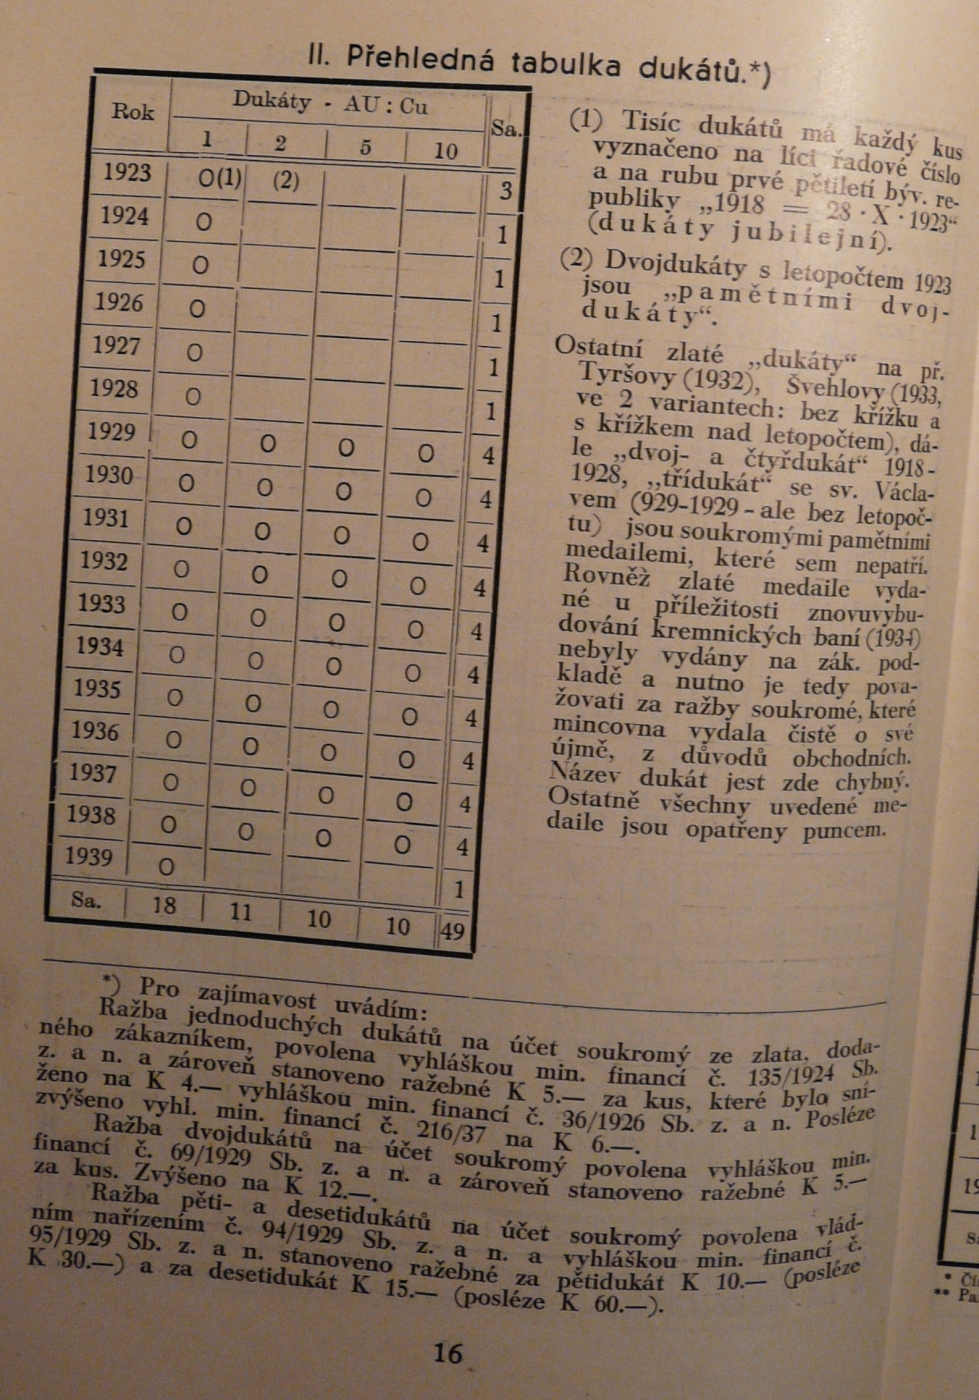 II. Přehledná tabulka dukátů.*)
Rok Dukáty - AU : Cu Sa.
1 2 5 10
1923 O(1) (2) 3
1924 O 1
1925 O 1
1926 O 1
1927 O 1
1928 O 1
1929 O O O O 4
1930 O O O O 4
1931 O O O O 4
1932 O O O O 4
1933 O O O O 4
1934 O O O O 4
1935 O O O O 4
1936 O O O O 4
1937 O O O O 4
1938 O O O O 4
1939 O 1
Sa. 18 11 10 10 49
(1) Tisíc dukátů má každý kus
vyznačeno na líci řadové číslo
a na rubu prvé pětiletí býv. re-
publiky „1918 = 28 · X · 1923“
(dukáty jubilejní).
(2) Dvojdukáty s letopočtem 1923
jsou „pamětními dvoj-
dukáty“.
Ostatní zlaté „dukáty“ na př.
Tyršovy (1932), Švehlovy (1933,
ve 2 variantech: bez křížku a
s křížkem nad letopočtem), dá-
le „dvoj- a čtyřdukát“ 1918-
1928, „třídukát“ se sv. Václa-
vem (929-1929 - ale bez letopoč-
tu) jsou soukromými pamětními
medailemi, které sem nepatří.
Rovněž zlaté medaile vyda-
né u příležitosti znovuvybu-
dování kremnických baní (1934)
nebyly vydány na zák. pod-
kladě a nutno je tedy pova-
žovati za ražby soukromé, které
mincovna vydala čistě o své
újmě, z důvodů obchodních.
Název dukát jest zde chybný.
Ostatně všechny uvedené me-
daile jsou opatřeny puncem.
*) Pro zajímavost uvádím:
Ražba jednoduchých dukátů na účet soukromý ze zlata, doda-
ného zákazníkem, povolena vyhláškou min. financí č. 135/1924 Sb.
z. a n. a zároveň stanoveno ražebné K 5.— za kus, které bylo sní-
ženo na K 4.— vyhláškou min. financí č. 36/1926 Sb. z. a n. Posléze
zvýšeno vyhl. min. financí č. 216/37 na K 6.—.
Ražba dvojdukátů na účet soukromý povolena vyhláškou min.
financí č. 69/1929 Sb. z. a n. a zároveň stanoveno ražebné K 5.—
za kus. Zvýšeno na K 12.—.
Ražba pěti- a desetidukátů na účet soukromý povolena vlád-
ním nařízením č. 94/1929 Sb. z. a n. a vyhláškou min. financí č.
95/1929 Sb. z. a n. stanoveno ražebné za pětidukát K 10.— (posléze
K 30.—) a za desetidukát K 15.— (posléze K 60.—).
16